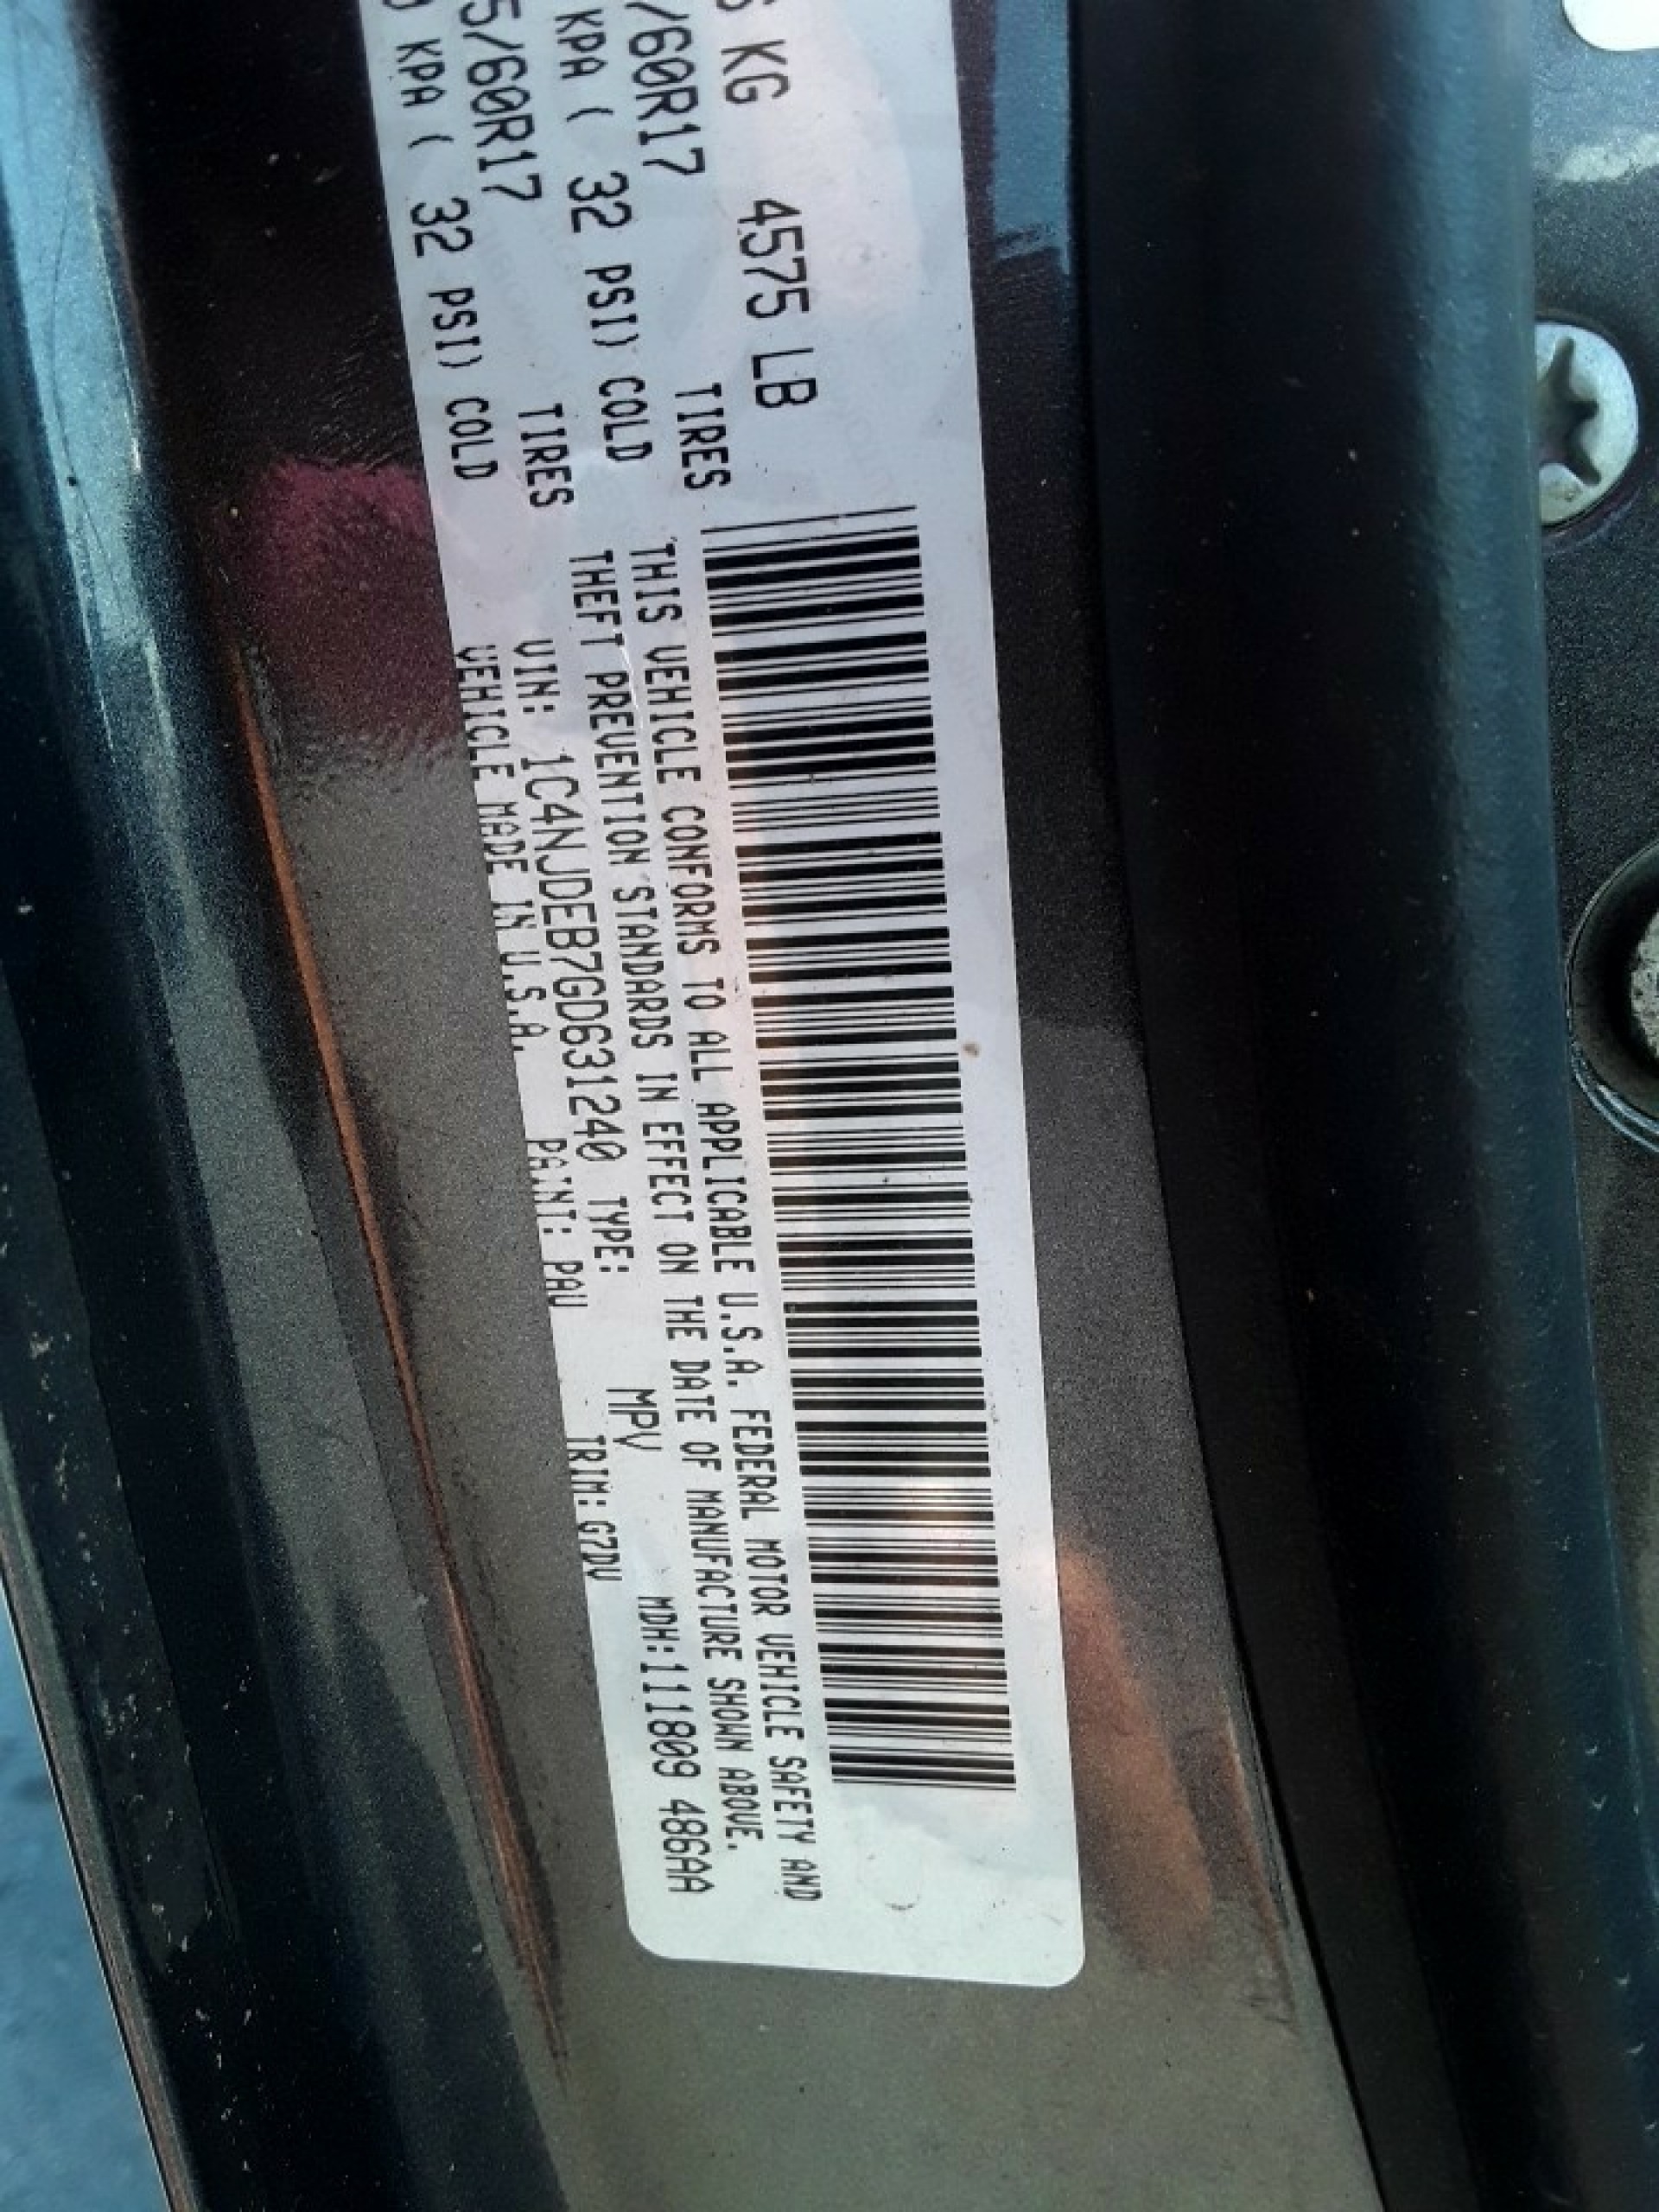 KG 4575 LB
/60R17 TIRES
KPA ( 32 PSI) COLD
5/60R17 TIRES
KPA ( 32 PSI) COLD
THIS VEHICLE CONFORMS TO ALL APPLICABLE U.S.A. FEDERAL MOTOR VEHICLE SAFETY AND
THEFT PREVENTION STANDARDS IN EFFECT ON THE DATE OF MANUFACTURE SHOWN ABOVE.
VIN: 1C4NJDEB7GD631240 TYPE: MPV MDH:111809 486AA
VEHICLE MADE IN U.S.A. PAINT: PAU TRIM: G7DV